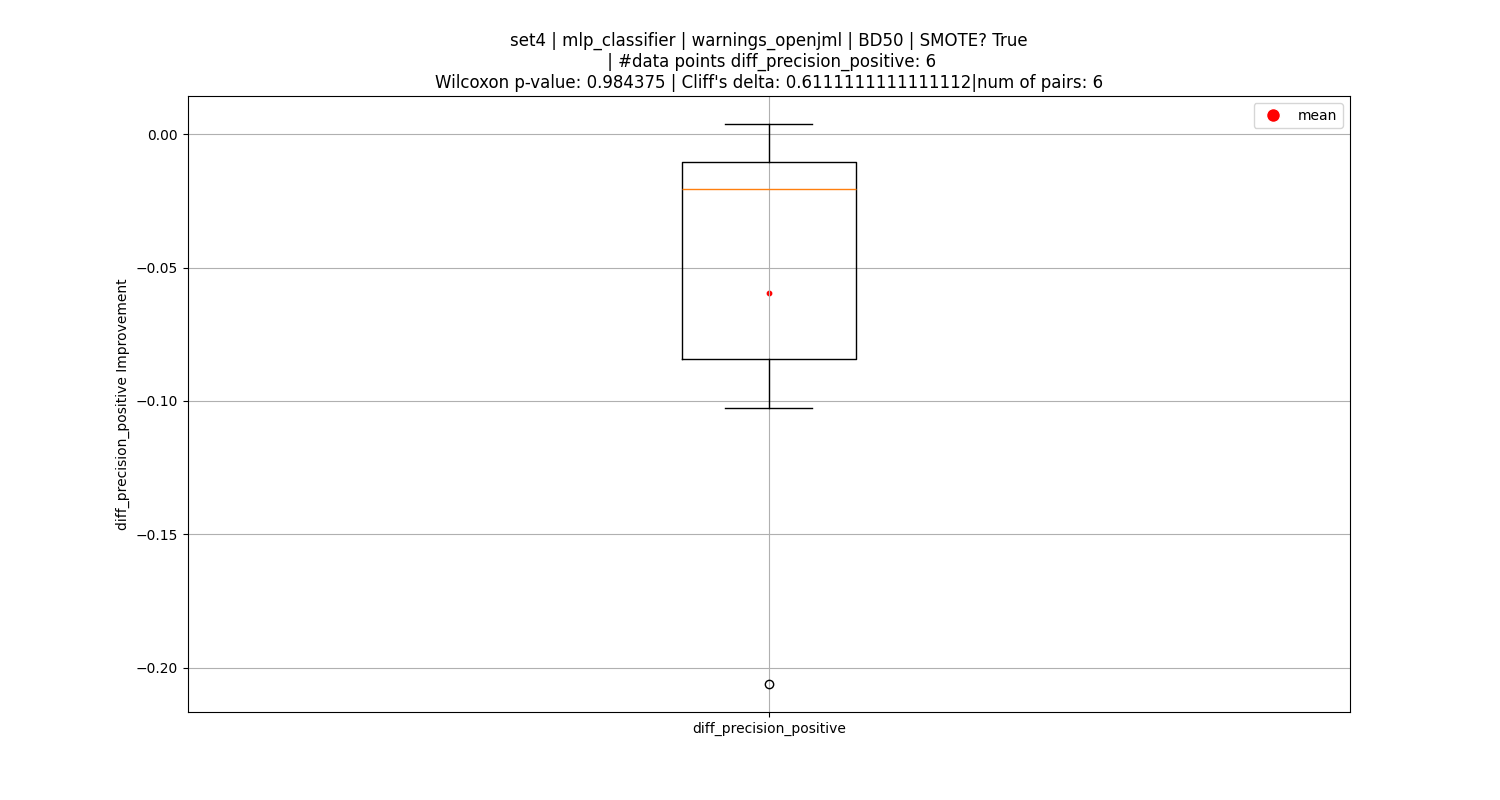 set4 | mlp_classifier | warnings_openjml | BD50 | SMOTE? True
| #data points diff_precision_positive: 6
Wilcoxon p-value: 0.984375 | Cliff's delta: 0.6111111111111112|num of pairs: 6
mean
0.00
−0.05
−0.10
−0.15
−0.20
diff_precision_positive Improvement
diff_precision_positive